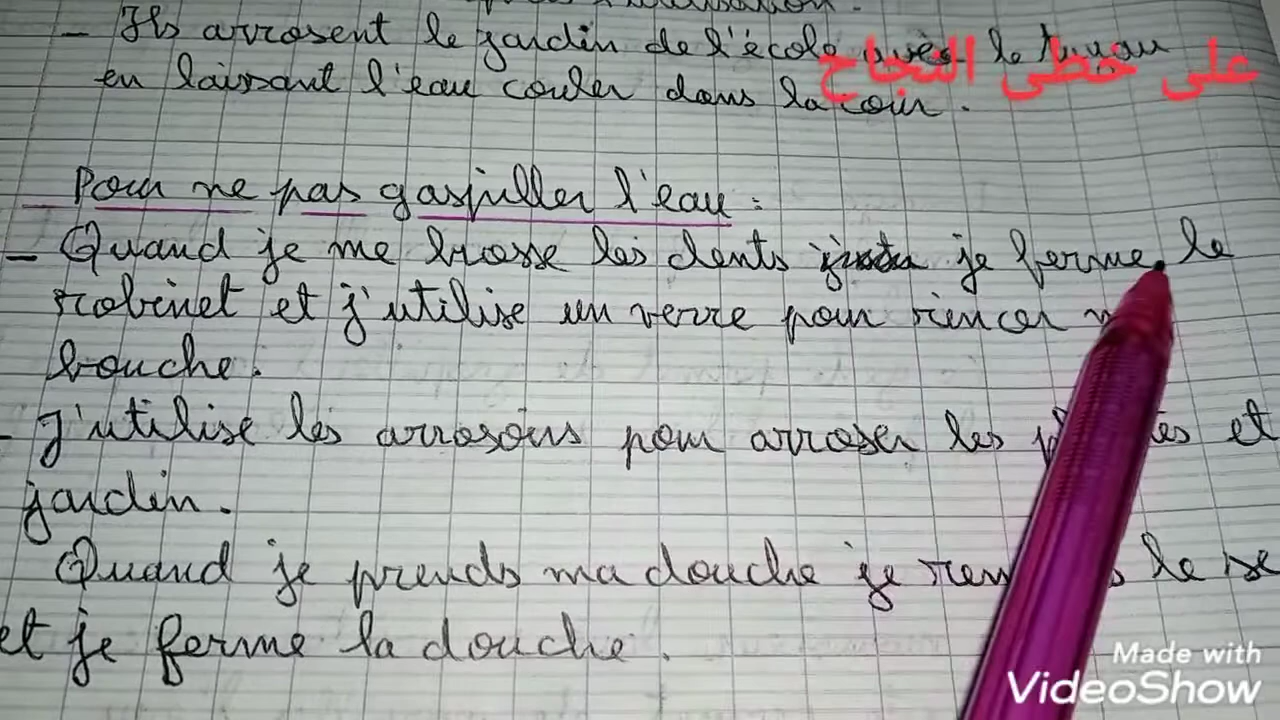 utilisation.
- Ils arrosent le jardin de l'école avec le tuyau
على خطى النجاح
en laissant l'eau couler dans la cour.
Pour ne pas gaspiller l'eau :
- Quand je me brosse les dents je ferme le
robinet et j'utilise un verre pour rincer
bouche.
- J'utilise les arrosoirs pour arroser les et
jardin.
Quand je prends ma douche je le
et je ferme la douche.
Made with
VideoShow